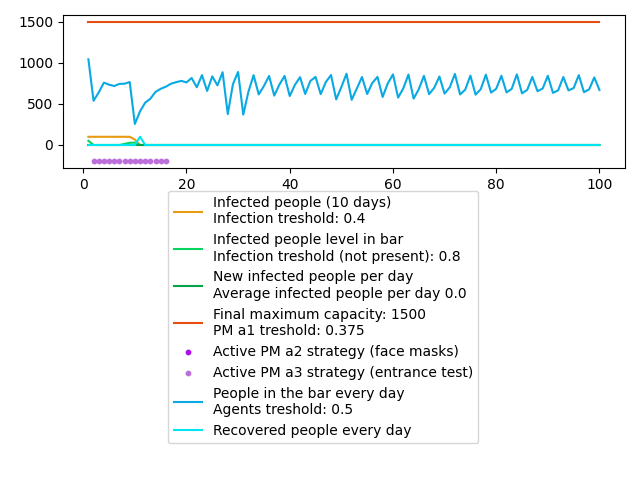 1500
1000
500
0
0 20 40 60 80 100
Infected people (10 days)
Infection treshold: 0.4
Infected people level in bar
Infection treshold (not present): 0.8
New infected people per day
Average infected people per day 0.0
Final maximum capacity: 1500
PM a1 treshold: 0.375
Active PM a2 strategy (face masks)
Active PM a3 strategy (entrance test)
People in the bar every day
Agents treshold: 0.5
Recovered people every day